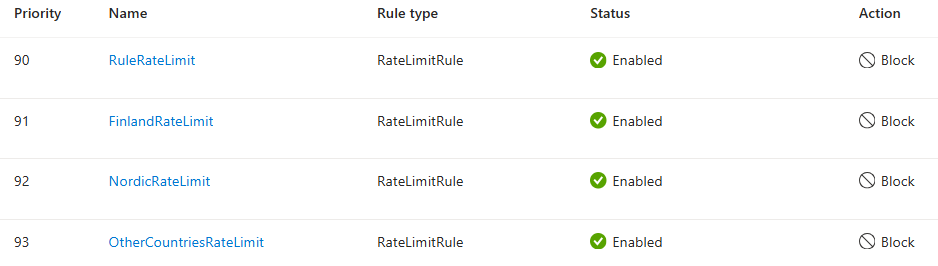 Priority Name Rule type Status Action
90 RuleRateLimit RateLimitRule Enabled Block
91 FinlandRateLimit RateLimitRule Enabled Block
92 NordicRateLimit RateLimitRule Enabled Block
93 OtherCountriesRateLimit RateLimitRule Enabled Block